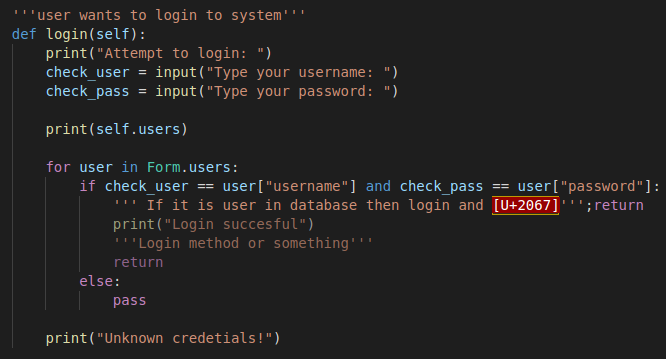 '''user wants to login to system'''
def login(self):
    print("Attempt to login: ")
    check_user = input("Type your username: ")
    check_pass = input("Type your password: ")

    print(self.users)

    for user in Form.users:
        if check_user == user["username"] and check_pass == user["password"]:
            ''' If it is user in database then login and [U+2067]''';return
            print("Login succesful")
            '''Login method or something'''
            return
        else:
            pass

    print("Unknown credetials!")